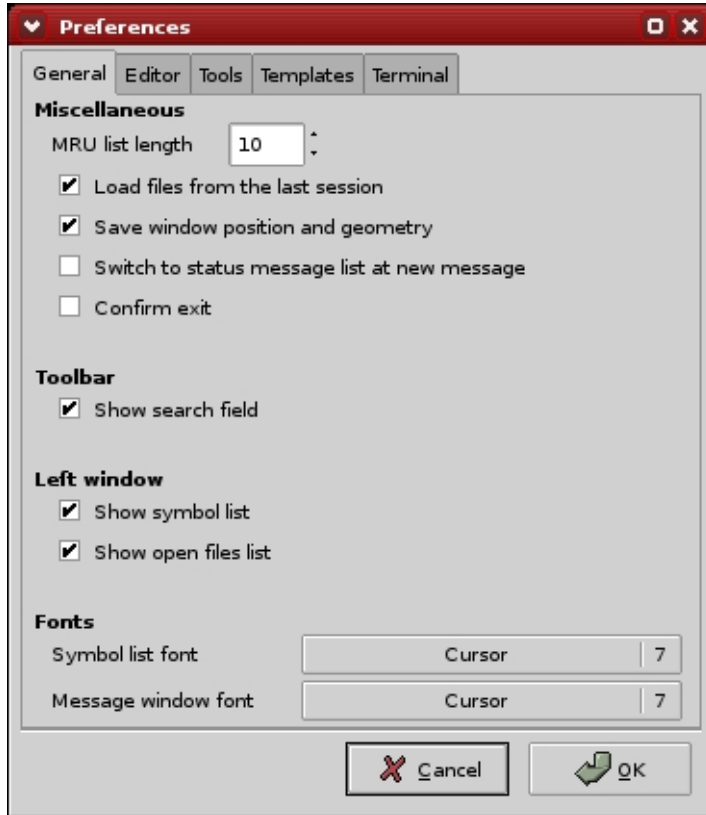 Preferences
General Editor Tools Templates Terminal
Miscellaneous
MRU list length 10
Load files from the last session
Save window position and geometry
Switch to status message list at new message
Confirm exit
Toolbar
Show search field
Left window
Show symbol list
Show open files list
Fonts
Symbol list font Cursor 7
Message window font Cursor 7
Cancel OK